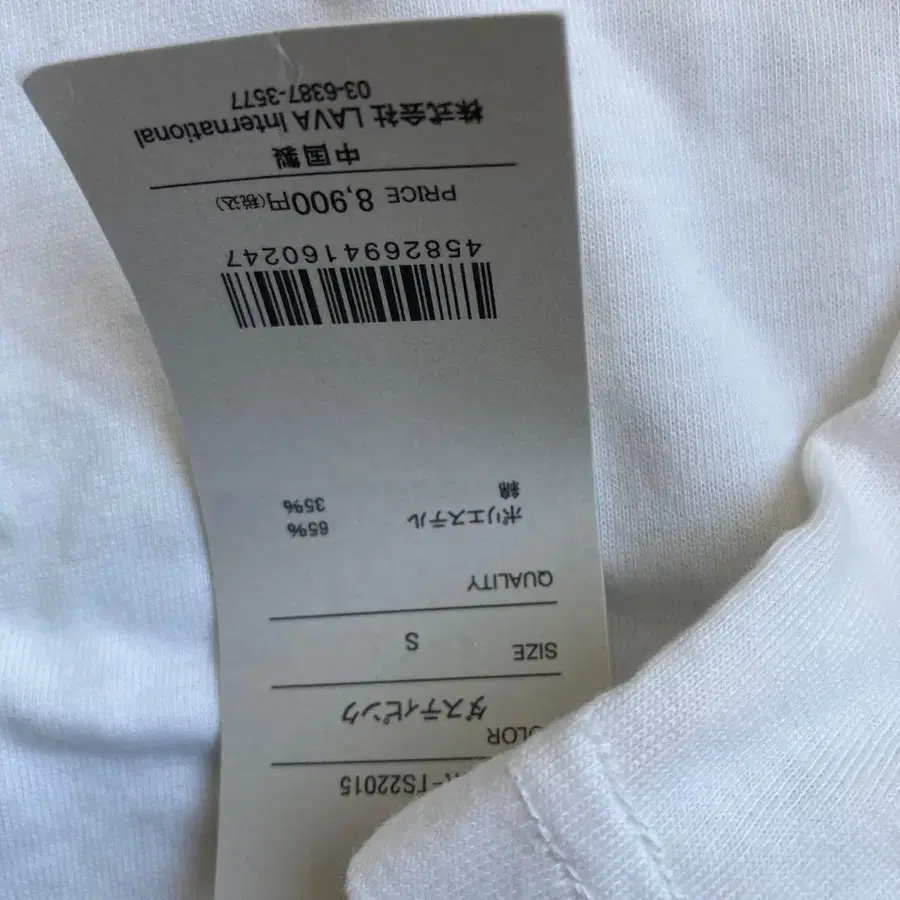 -TS22015
COLOR
ダスティピンク
SIZE S
QUALITY
ポリエステル 65%
綿 35%
4582694160247
PRICE 8,900円(税込)
中国製
株式会社 LAVA International
03-6387-3577